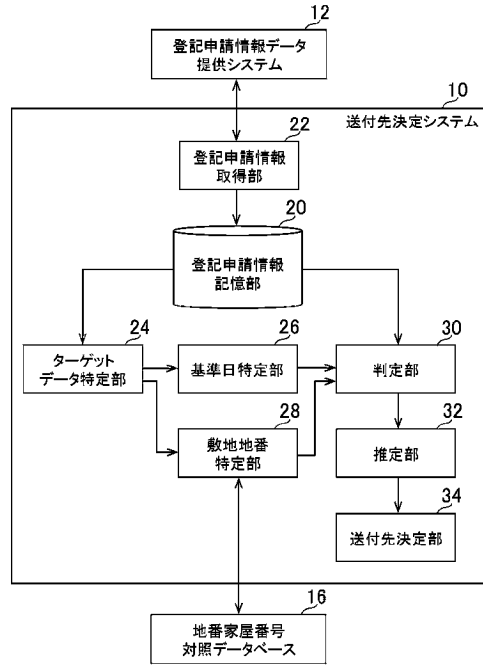 12
登記申請情報データ
提供システム
10
送付先決定システム
22
登記申請情報
取得部
20
登記申請情報
記憶部
24
ターゲット
データ特定部
26
基準日特定部
30
判定部
28
敷地地番
特定部
32
推定部
34
送付先決定部
16
地番家屋番号
対照データベース